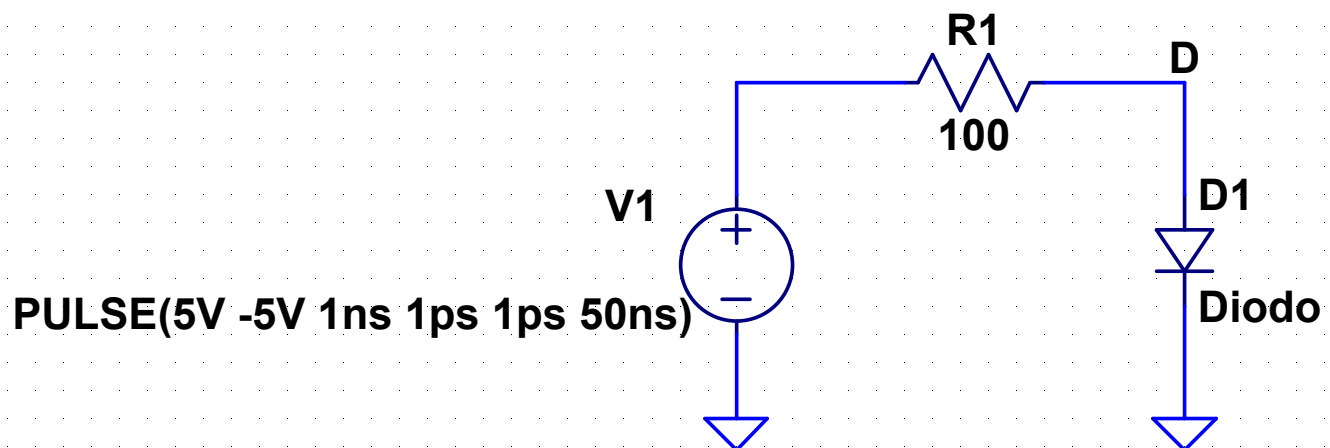 R1
D
100
V1
D1
PULSE(5V -5V 1ns 1ps 1ps 50ns)
Diodo